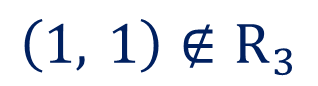 (1, 1) ∉ R₃